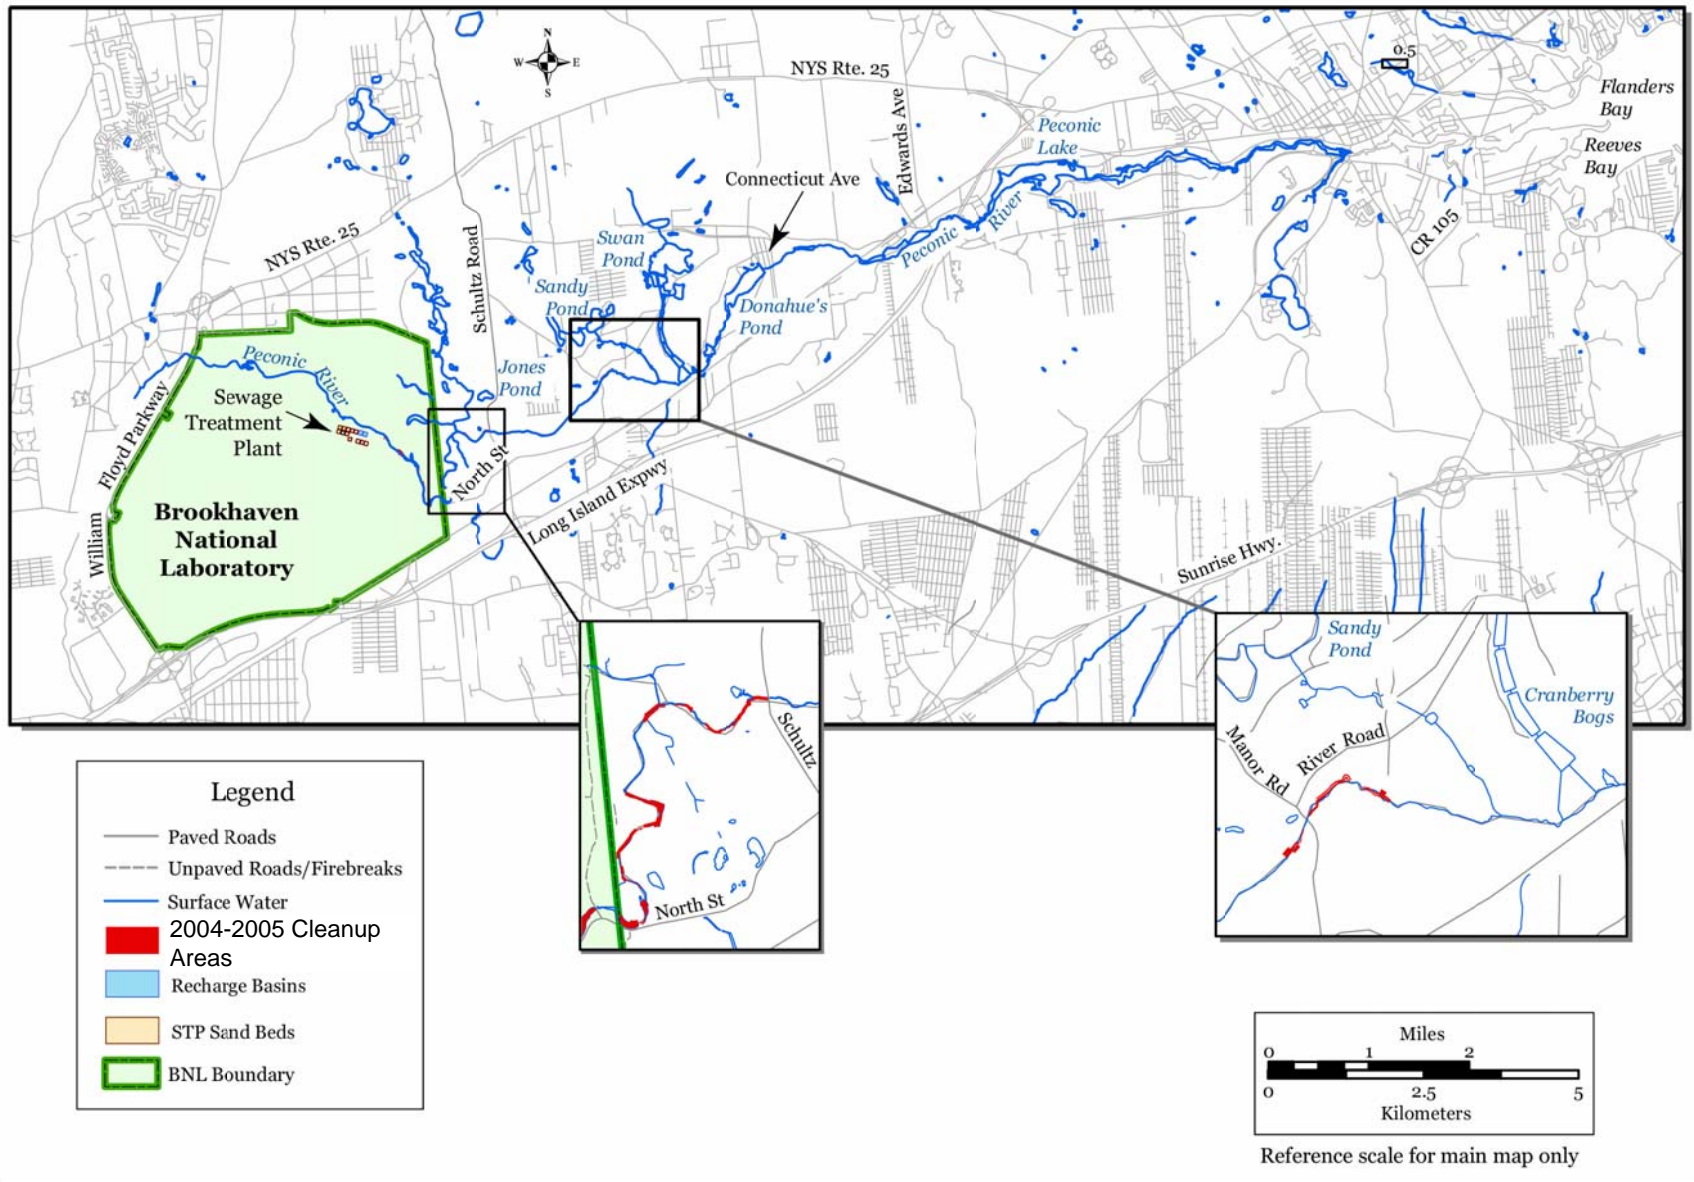 N
W E
S
NYS Rte. 25
0.5
Flanders
Bay
Edwards Ave
Peconic
Lake
Reeves
Bay
Connecticut Ave
CR 105
NYS Rte. 25
Schultz Road
Swan
Pond
Peconic
River
Sandy
Pond
Donahue's
Pond
Peconic
River
Jones
Pond
Sewage
Treatment
Plant
William
Floyd Parkway
North St
Long Island Expwy
Brookhaven
National
Laboratory
Sunrise Hwy.
Schultz
North St
Sandy
Pond
Cranberry
Bogs
Manor Rd
River Road
Legend
Paved Roads
Unpaved Roads/Firebreaks
Surface Water
2004-2005 Cleanup
Areas
Recharge Basins
STP Sand Beds
BNL Boundary
Miles
0 1 2
0 2.5 5
Kilometers
Reference scale for main map only